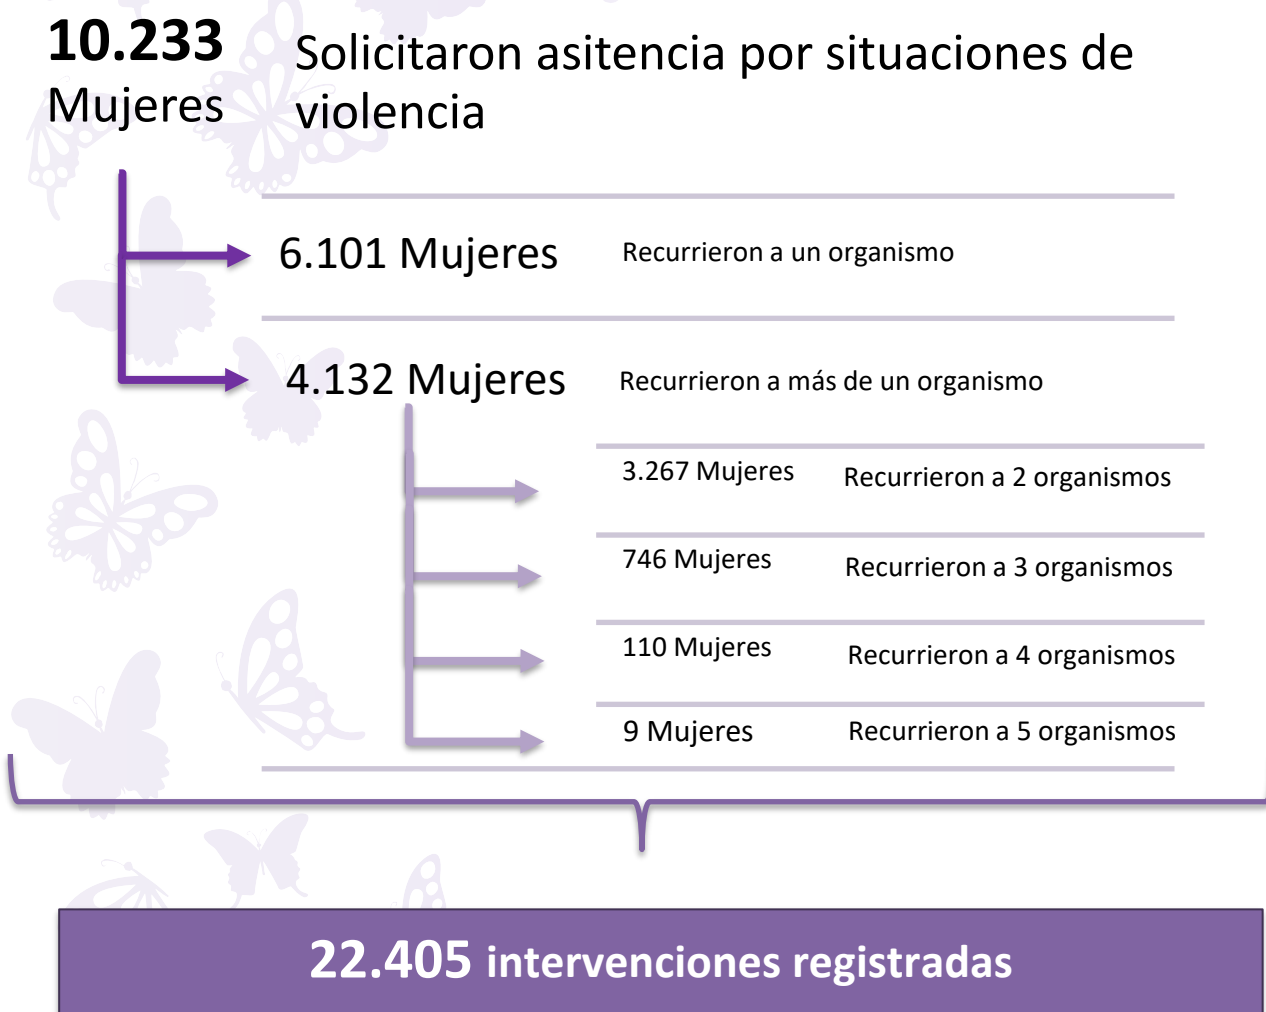 10.233
Mujeres
Solicitaron asitencia por situaciones de
violencia
6.101 Mujeres
Recurrieron a un organismo
4.132 Mujeres
Recurrieron a más de un organismo
3.267 Mujeres
Recurrieron a 2 organismos
746 Mujeres
Recurrieron a 3 organismos
110 Mujeres
Recurrieron a 4 organismos
9 Mujeres
Recurrieron a 5 organismos
22.405 intervenciones registradas